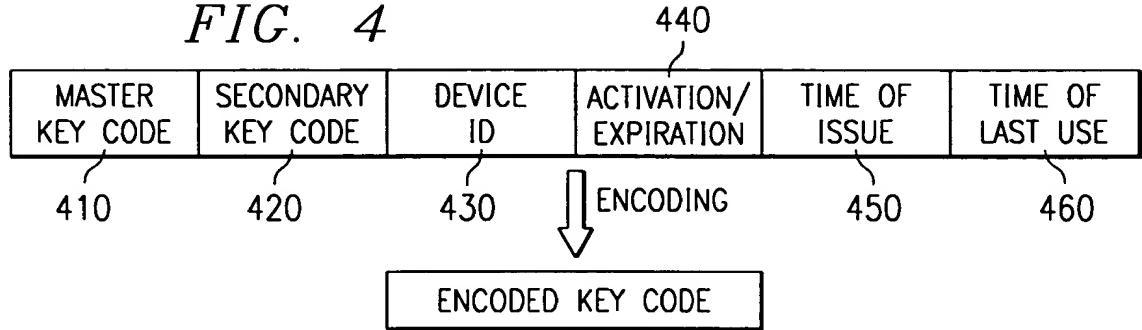 FIG. 4
440
MASTER KEY CODE
SECONDARY KEY CODE
DEVICE ID
ACTIVATION/ EXPIRATION
TIME OF ISSUE
TIME OF LAST USE
410
420
430
ENCODING
450
460
ENCODED KEY CODE